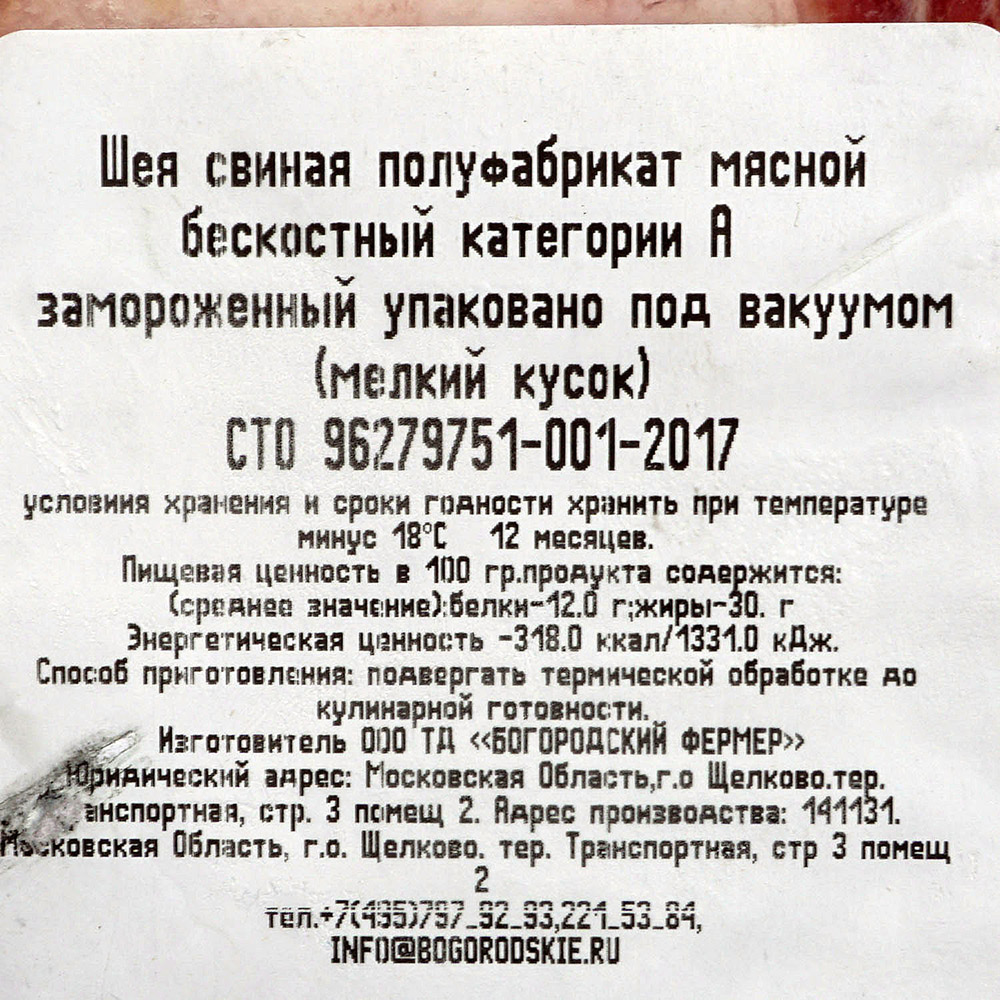 Шея свиная полуфабрикат мясной
бескостный категории А
замороженный упаковано под вакуумом
(мелкий кусок)
СТО 96279751-001-2017
условиия хранения и сроки годности хранить при температуре
минус 18°С 12 месяцев.
Пищевая ценность в 100 гр.продукта содержится:
(среднее значение):белки-12.0 г;жиры-30. г
Энергетическая ценность -318.0 ккал/1331.0 кДж.
Способ приготовления: подвергать термической обработке до
кулинарной готовности.
Изготовитель ООО ТД «БОГОРОДСКИЙ ФЕРМЕР»
Юридический адрес: Московская Область,г.о Щелково.тер.
анспортная, стр. 3 помещ 2. Адрес производства: 141131.
Московская Область, г.о. Щелково. тер. Транспортная, стр 3 помещ
2
тел.+7(495)797_92_93,221_53_84,
INFO@BOGORODSKIE.RU